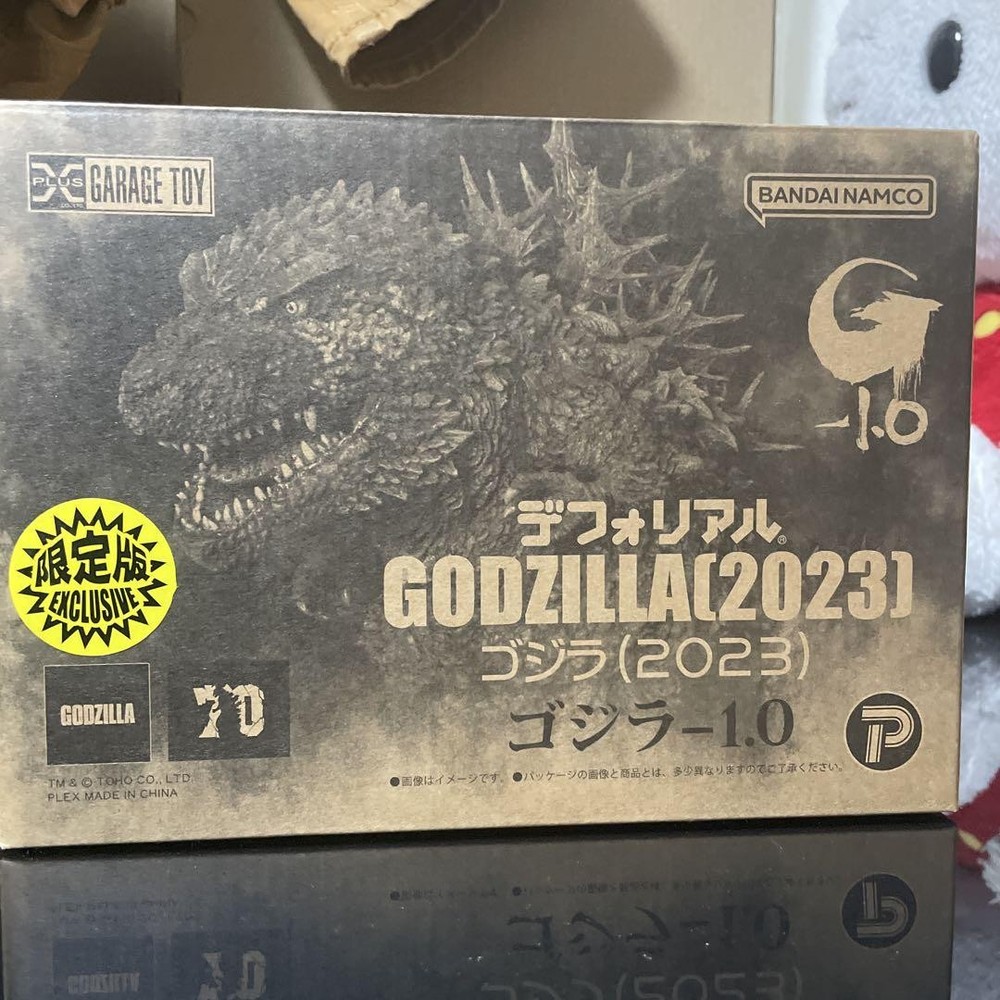 X PLUS CO.,LTD. GARAGE TOY
BANDAI NAMCO
G
-1.0
デフォリアル®
GODZILLA(2023)
ゴジラ(2023)
ゴジラ-1.0
限定版
EXCLUSIVE
GODZILLA
70
P
TM & © TOHO CO., LTD.
PLEX MADE IN CHINA
●画像はイメージです。 ●パッケージの画像と商品とは、多少異なりますのでご了承ください。